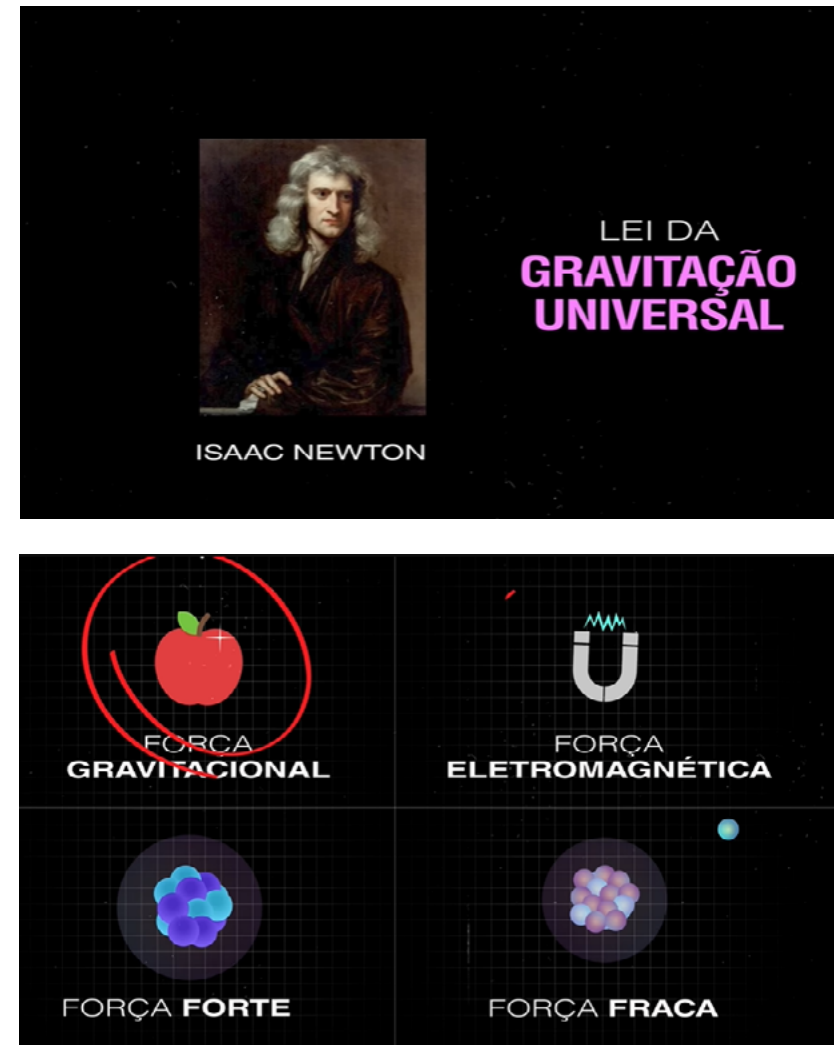 LEI DA
GRAVITAÇÃO
UNIVERSAL
ISAAC NEWTON
FORÇA
GRAVITACIONAL
FORÇA
ELETROMAGNÉTICA
FORÇA FORTE
FORÇA FRACA